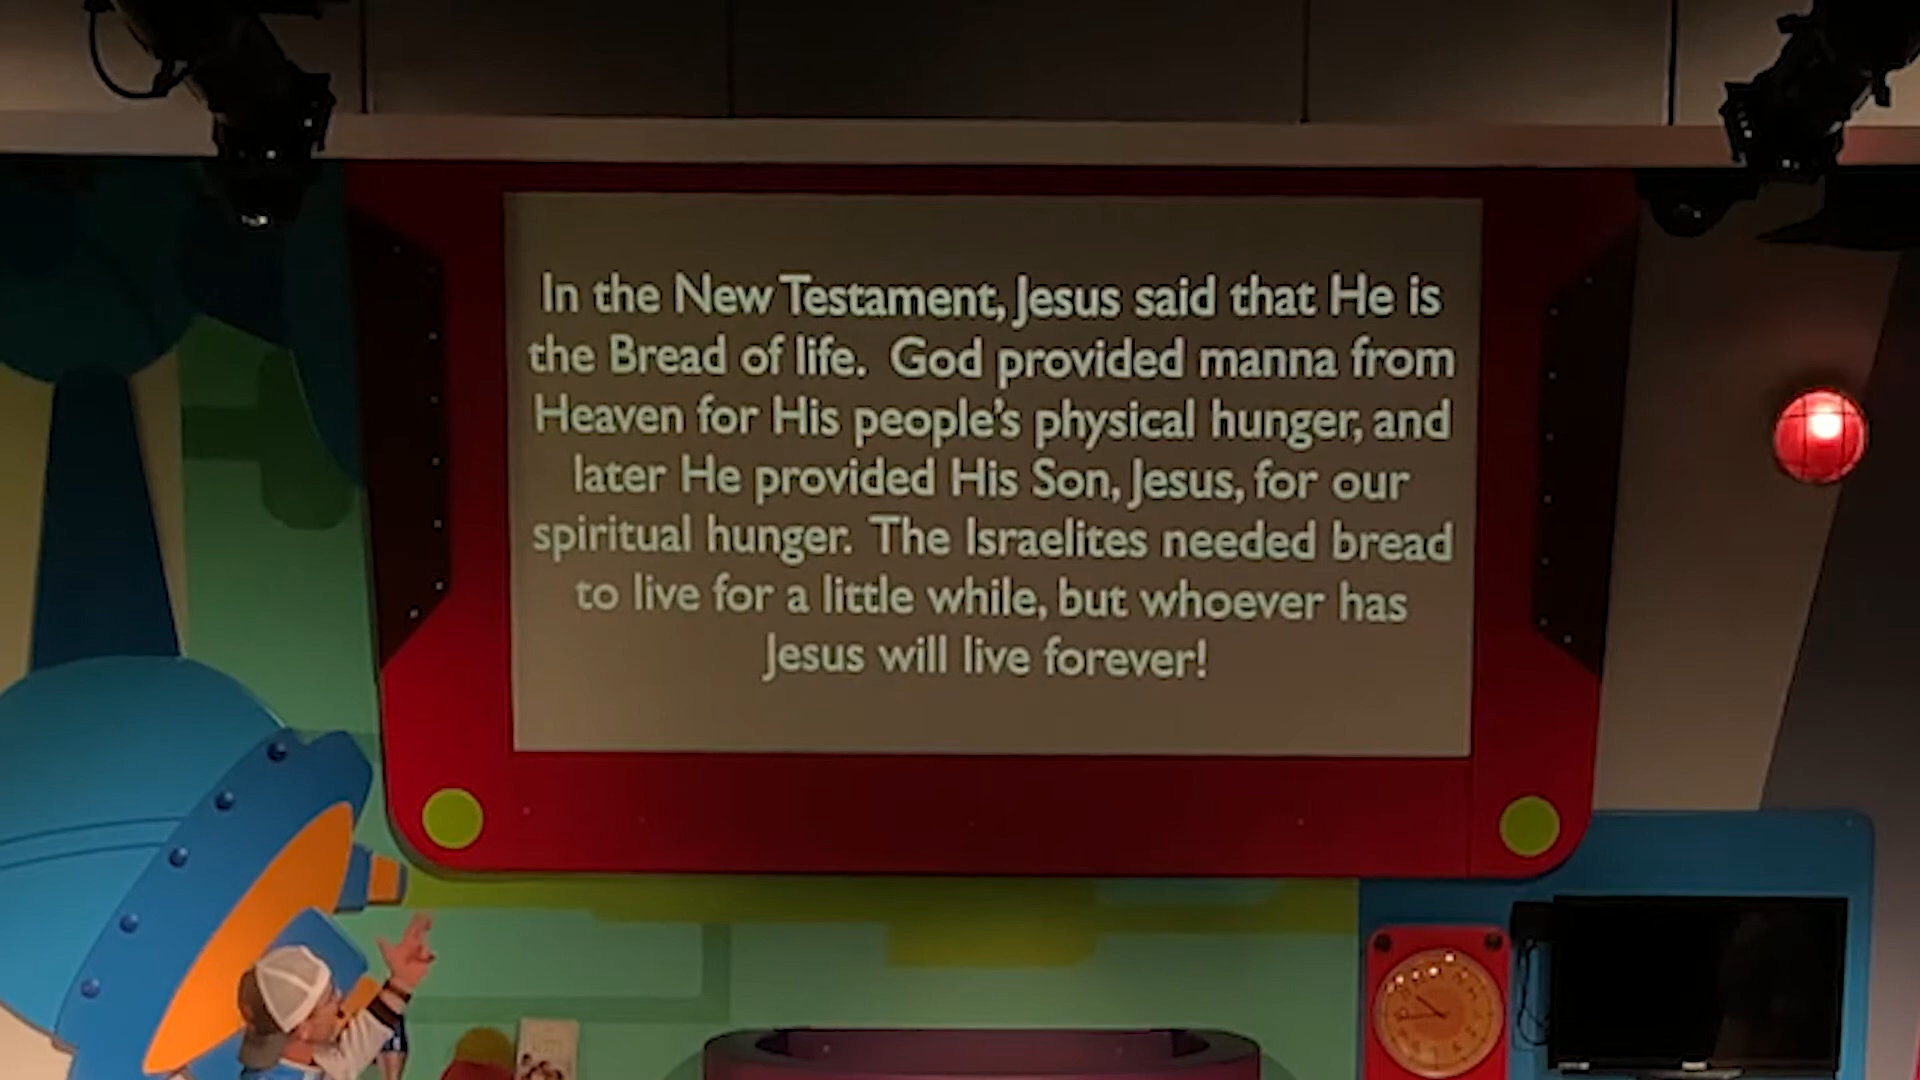 In the New Testament, Jesus said that He is
the Bread of life. God provided manna from
Heaven for His people's physical hunger, and
later He provided His Son, Jesus, for our
spiritual hunger. The Israelites needed bread
to live for a little while, but whoever has
Jesus will live forever!